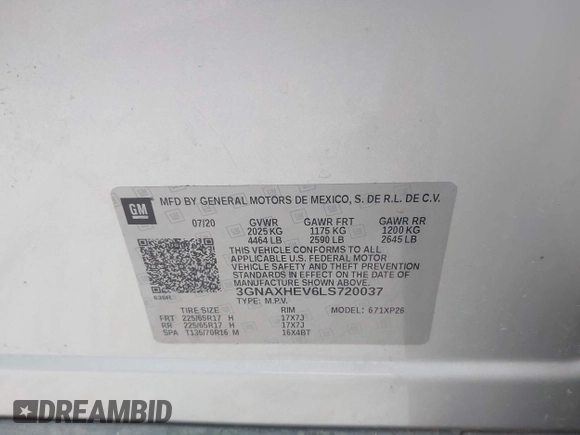 GM
MFD BY GENERAL MOTORS DE MEXICO, S. DE R.L. DE C.V.
07/20 GVWR GAWR FRT GAWR RR
2025 KG 1175 KG 1200 KG
4464 LB 2590 LB 2645 LB
THIS VEHICLE CONFORMS TO ALL
APPLICABLE U.S. FEDERAL MOTOR
VEHICLE SAFETY AND THEFT PREVENTION
STANDARDS IN EFFECT ON THE DATE
OF MANUFACTURE SHOWN ABOVE.
3GNAXHEV6LS720037
TYPE: M.P.V.
TIRE SIZE RIM MODEL: 671XP26
FRT 225/65R17 H 17X7J
RR 225/65R17 H 17X7J
SPA T135/70R16 M 16X4BT
DREAMBID